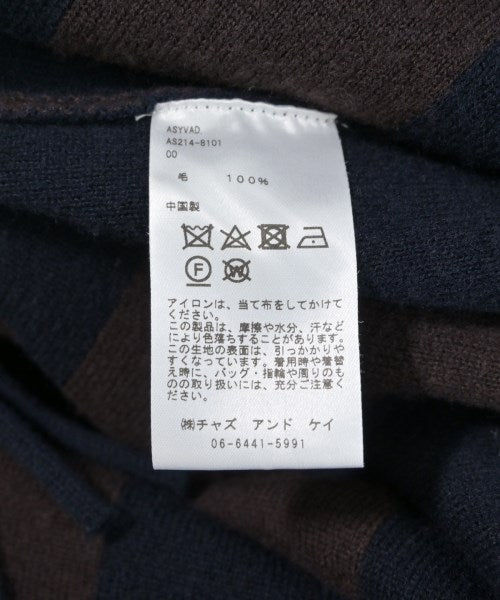 ASYVAD
AS214-8101
00
毛 100%
中国製
F W
アイロンは、当て布をしてかけて
ください。
この製品は、摩擦や水分、汗など
により色落ちすることがあります。
この生地の表面は、引っかかりや
すくなっています。着用時や着替
え時に、バッグ・指輪や周りのも
のの取り扱いには、充分ご注意く
ださい。
㈱チャズ アンド ケイ
06-6441-5991